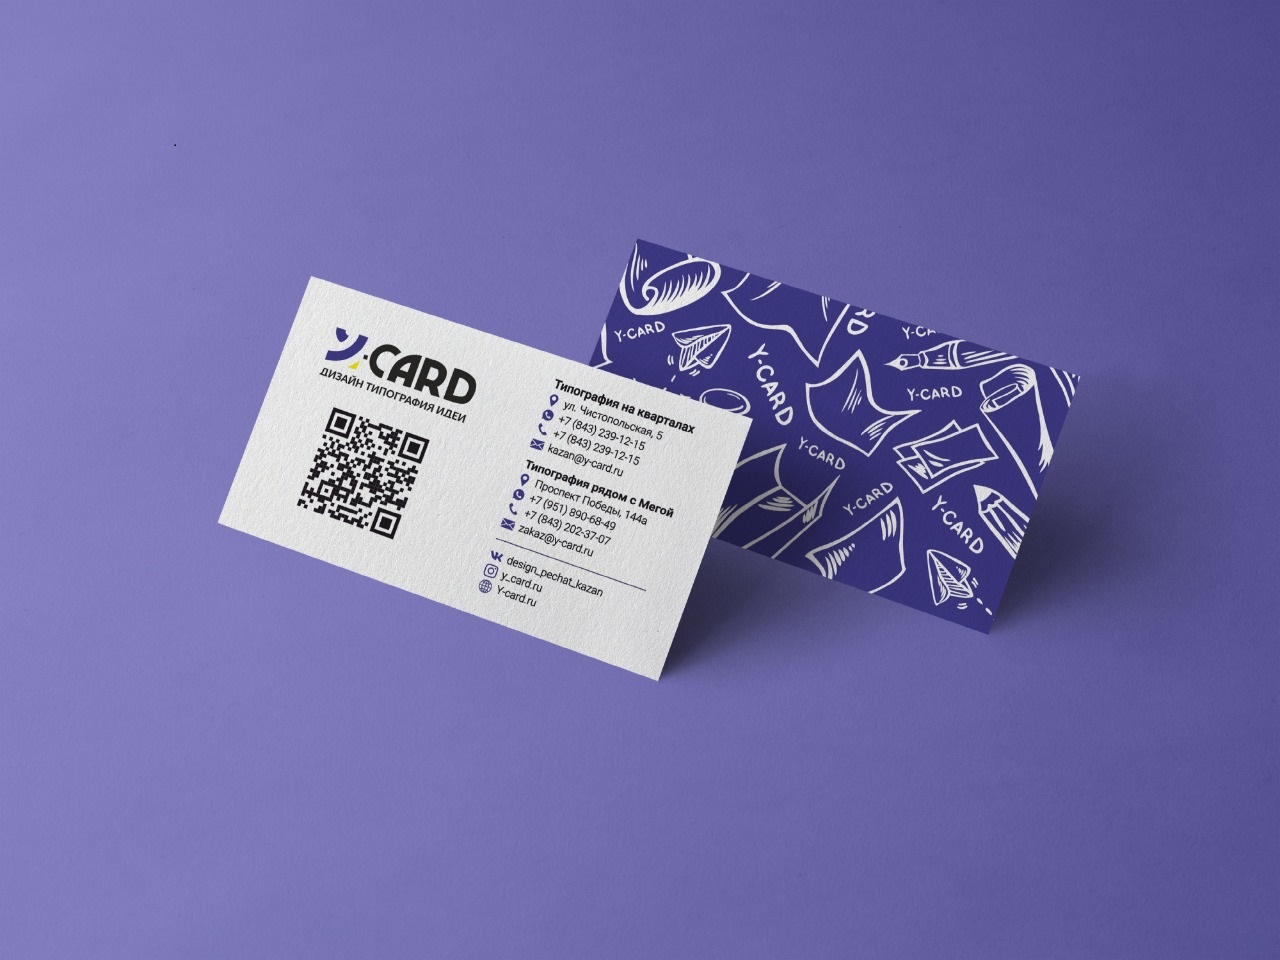 Y-CARD
ДИЗАЙН ТИПОГРАФИЯ ИДЕИ
Типография на кварталах
ул. Чистопольская, 5
+7 (843) 239-12-15
+7 (843) 239-12-15
kazan@y-card.ru
Типография рядом с Мегой
Проспект Победы, 144а
+7 (951) 890-68-49
+7 (843) 202-37-07
zakaz@y-card.ru
design_pechat_kazan
y_card.ru
Y-card.ru
Y-CARD
RD
Y-CA
Y-CARD
Y-CARD
Y-CARD
Y-CARD
Y-CARD